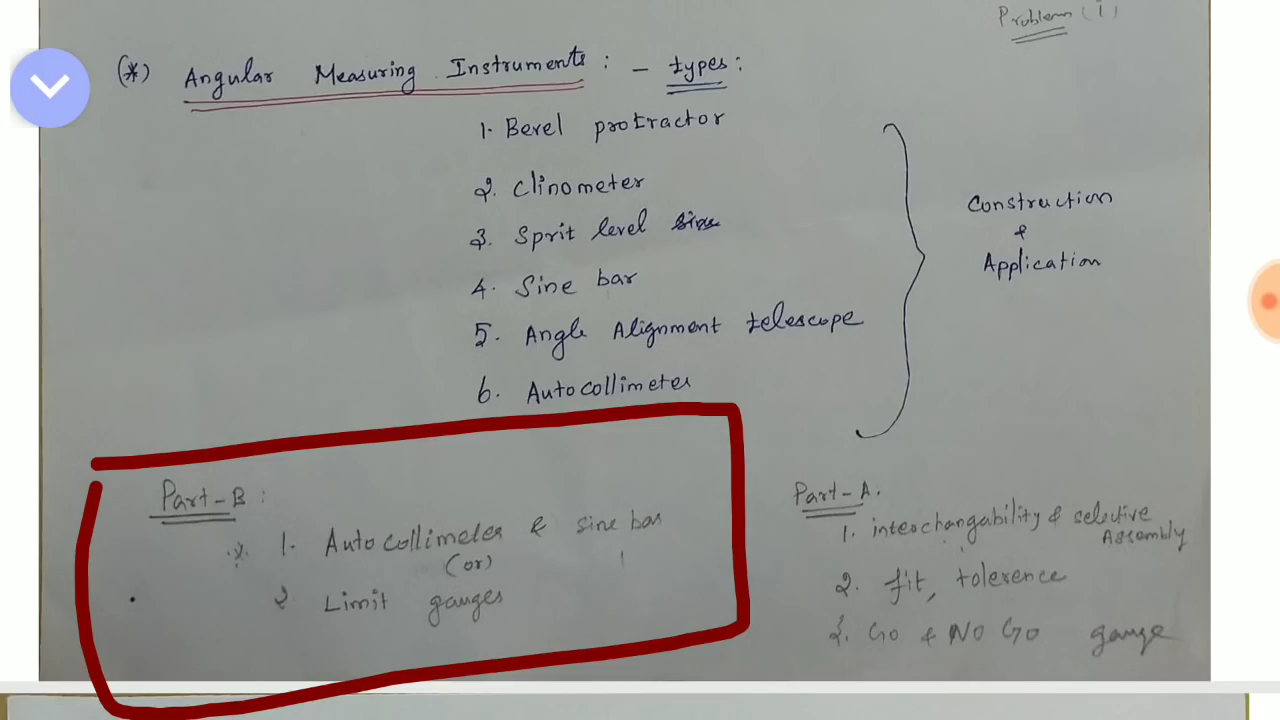 Problem (i)
(*) Angular Measuring Instruments: - types:
1. Bevel protractor
2. Clinometer
3. Sprit level
4. Sine bar
5. Angle Alignment telescope
6. Autocollimeter
Construction
&
Application
Part-B:
* 1. Autocollimeter & sine bar
(or)
2 Limit gauges
Part-A.
1. interchangability & selective
Assembly
2. fit, tolerence
3. Go & NO GO gauge